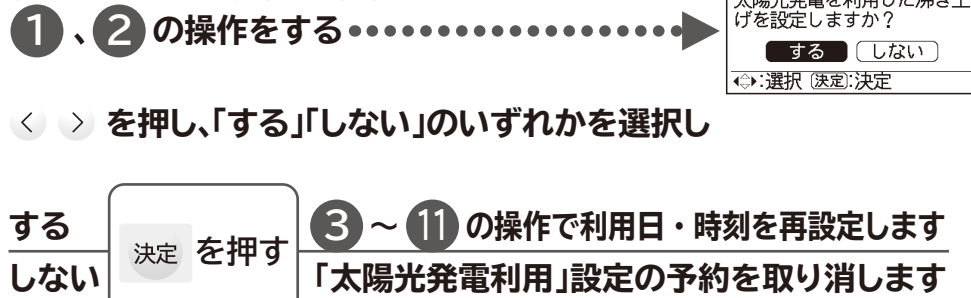 1、2の操作をする
太陽光発電を利用した沸き上
げを設定しますか？
する しない
:選択 決定:決定
< > を押し、「する」「しない」のいずれかを選択し
する
しない
決定 を押す
3～11の操作で利用日・時刻を再設定します
「太陽光発電利用」設定の予約を取り消します